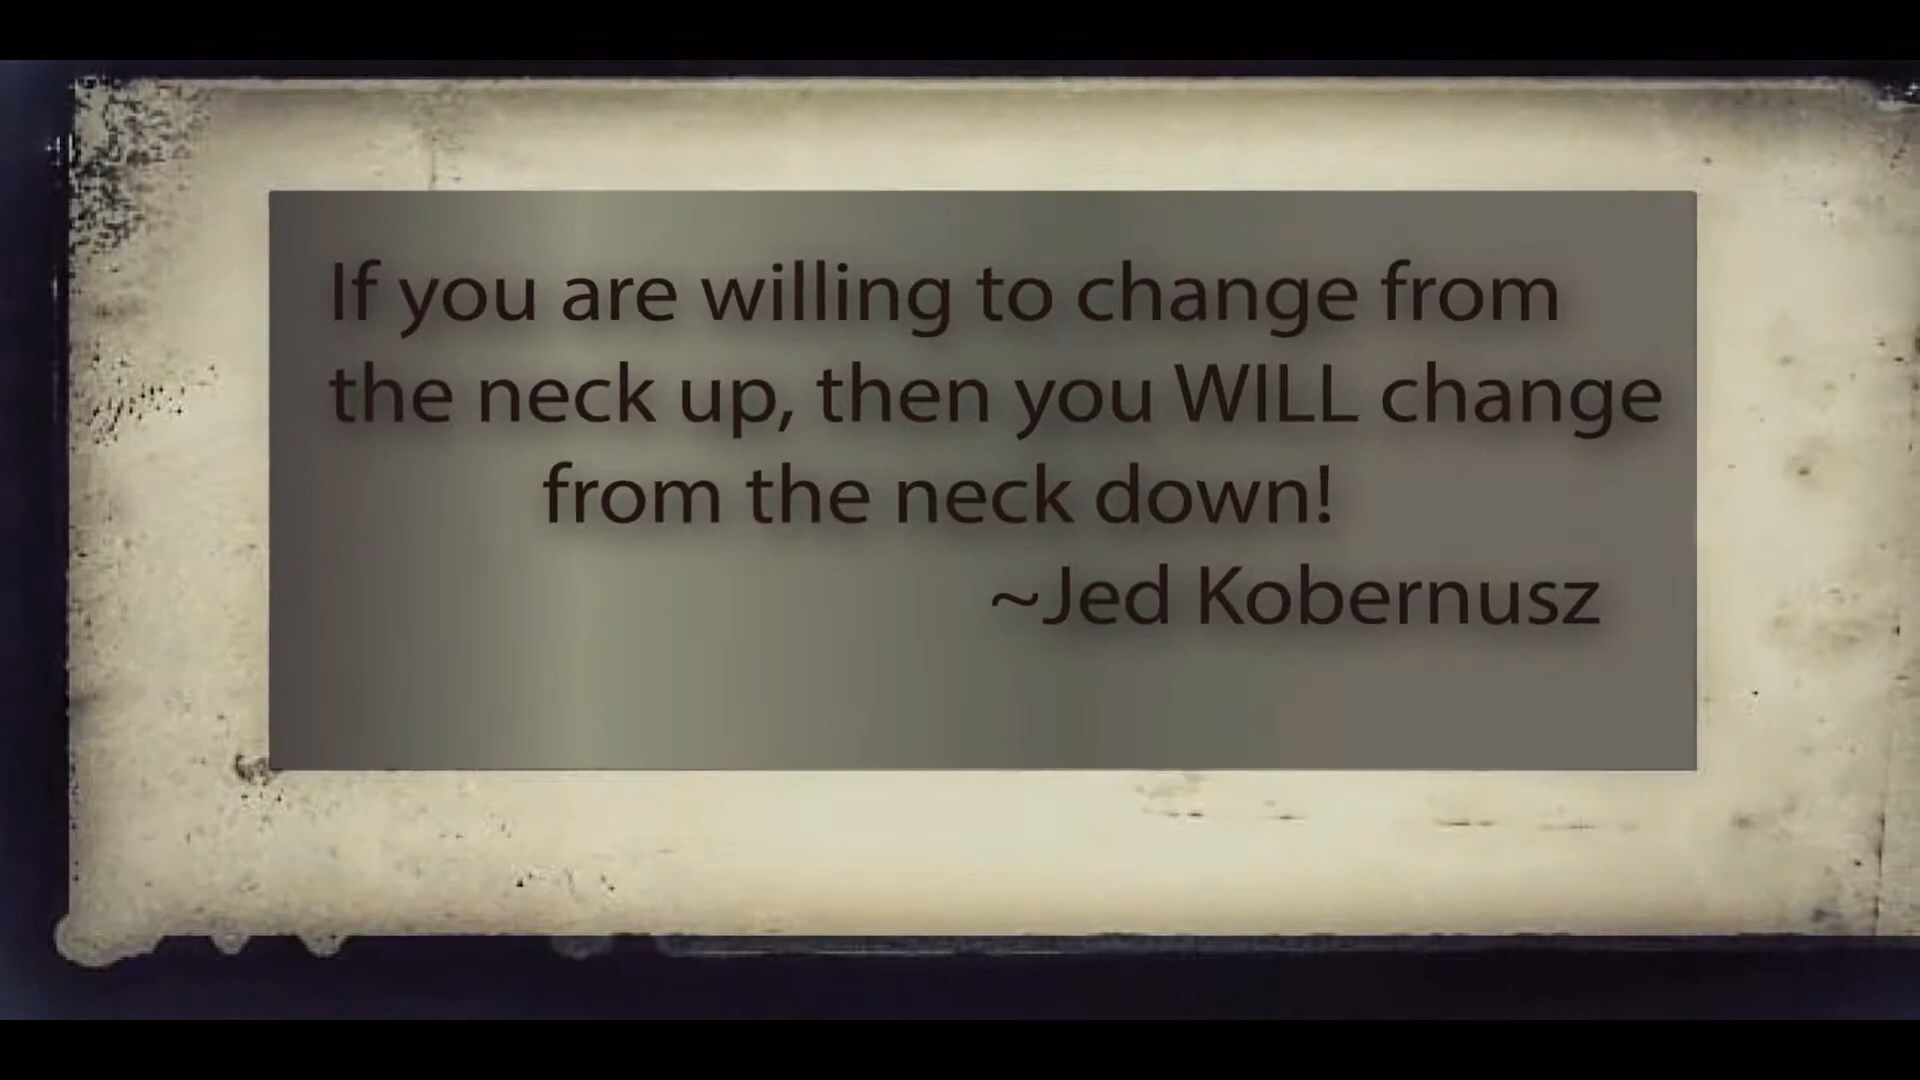 If you are willing to change from
the neck up, then you WILL change
from the neck down!
~Jed Kobernusz